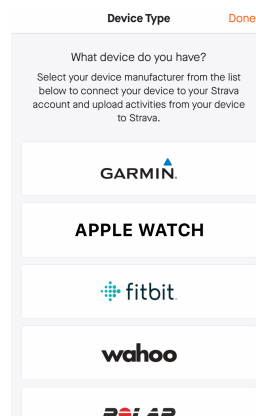 Device Type Done
What device do you have?
Select your device manufacturer from the list
below to connect your device to your Strava
account and upload activities from your device
to Strava.
GARMIN.
APPLE WATCH
fitbit
wahoo
POLAR